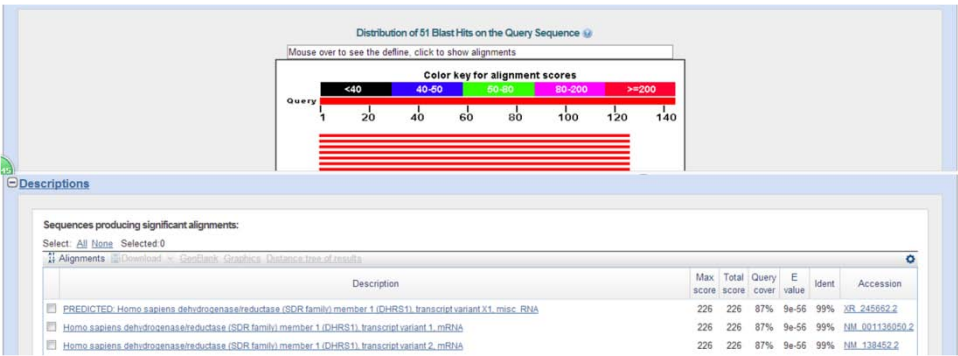 Distribution of 51 Blast Hits on the Query Sequence
Mouse over to see the defline, click to show alignments
Color key for alignment scores
<40 40-50 50-80 80-200 >=200
Query
1 20 40 60 80 100 120 140
Descriptions
Sequences producing significant alignments:
Select: All None Selected:0
Alignments Download GenBank Graphics Distance tree of results
Description Max score Total score Query cover E value Ident Accession
PREDICTED: Homo sapiens dehydrogenase/reductase (SDR family) member 1 (DHRS1), transcript variant X1, misc_RNA 226 226 87% 9e-56 99% XR_245662.2
Homo sapiens dehydrogenase/reductase (SDR family) member 1 (DHRS1), transcript variant 1, mRNA 226 226 87% 9e-56 99% NM_001136050.2
Homo sapiens dehydrogenase/reductase (SDR family) member 1 (DHRS1), transcript variant 2, mRNA 226 226 87% 9e-56 99% NM_138452.2